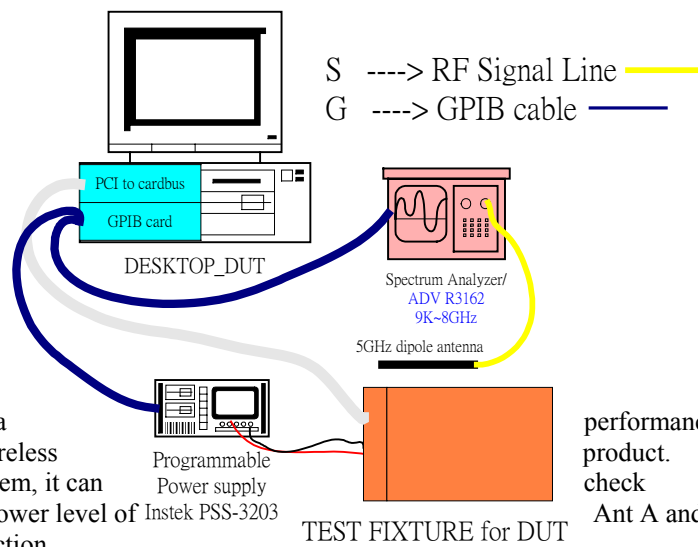 S ----> RF Signal Line
G ----> GPIB cable
PCI to cardbus
GPIB card
DESKTOP_DUT
Spectrum Analyzer/
ADV R3162
9K~8GHz
5GHz dipole antenna
a
performanc
reless
product.
em, it can
check
ower level of
Ant A and
ction
Programmable
Power supply
Instek PSS-3203
TEST FIXTURE for DUT